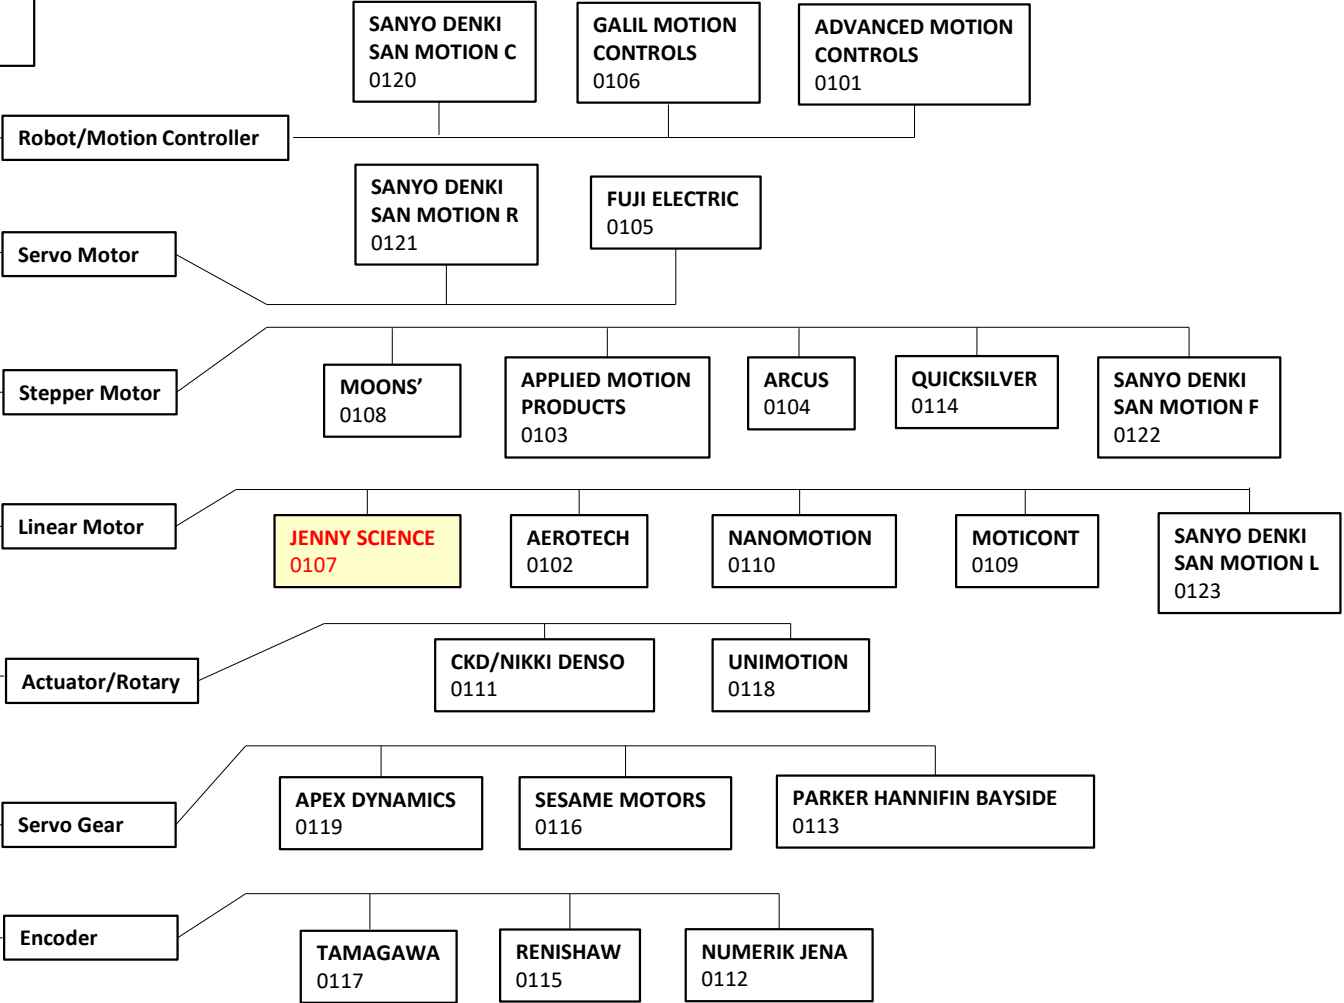 SANYO DENKI
SAN MOTION C
0120
GALIL MOTION
CONTROLS
0106
ADVANCED MOTION
CONTROLS
0101
Robot/Motion Controller
SANYO DENKI
SAN MOTION R
0121
FUJI ELECTRIC
0105
Servo Motor
Stepper Motor
MOONS’
0108
APPLIED MOTION
PRODUCTS
0103
ARCUS
0104
QUICKSILVER
0114
SANYO DENKI
SAN MOTION F
0122
Linear Motor
JENNY SCIENCE
0107
AEROTECH
0102
NANOMOTION
0110
MOTICONT
0109
SANYO DENKI
SAN MOTION L
0123
Actuator/Rotary
CKD/NIKKI DENSO
0111
UNIMOTION
0118
Servo Gear
APEX DYNAMICS
0119
SESAME MOTORS
0116
PARKER HANNIFIN BAYSIDE
0113
Encoder
TAMAGAWA
0117
RENISHAW
0115
NUMERIK JENA
0112